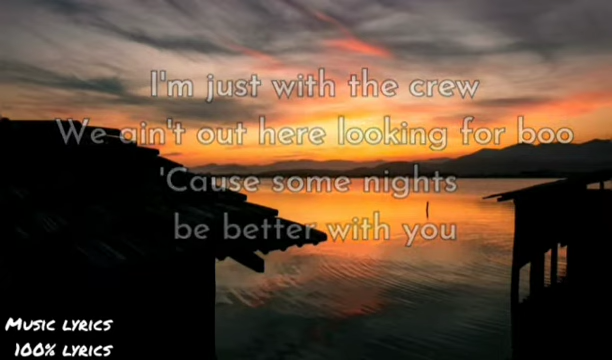 I'm just with the crew
We ain't out here looking for boo
'Cause some nights
be better with you
Music lyrics
100% lyrics